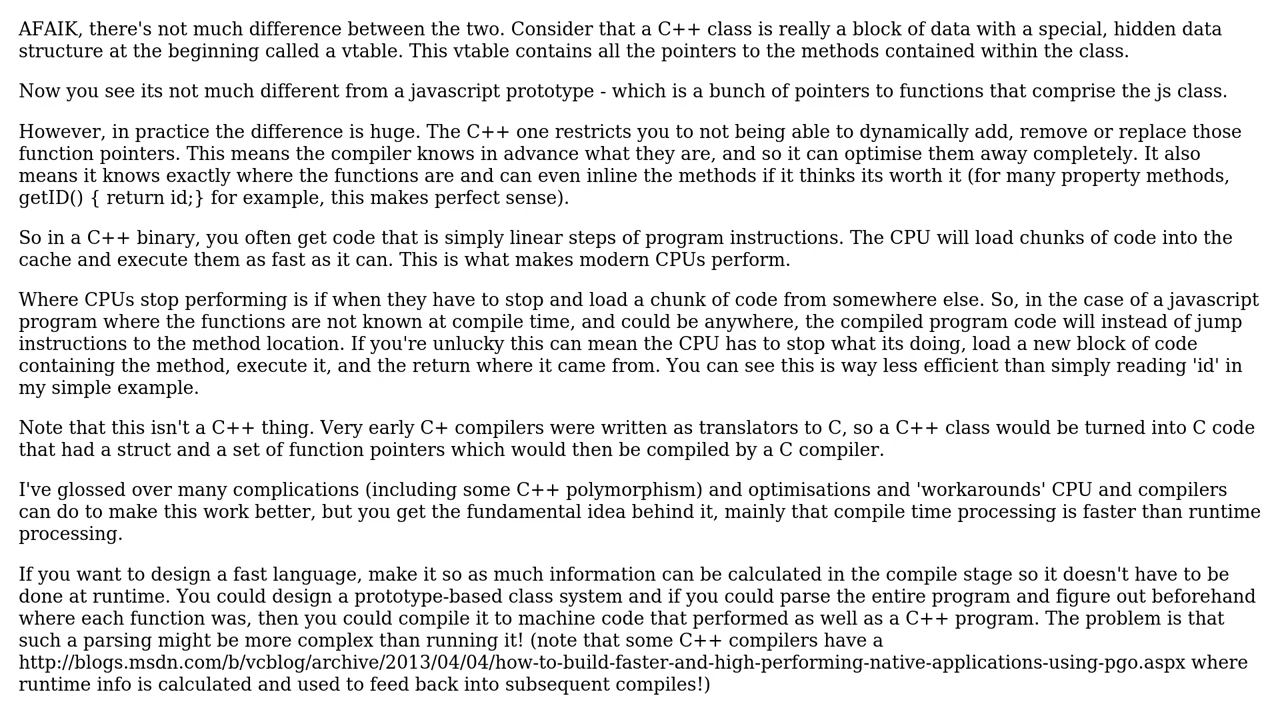 AFAIK, there's not much difference between the two. Consider that a C++ class is really a block of data with a special, hidden data
structure at the beginning called a vtable. This vtable contains all the pointers to the methods contained within the class.
Now you see its not much different from a javascript prototype - which is a bunch of pointers to functions that comprise the js class.
However, in practice the difference is huge. The C++ one restricts you to not being able to dynamically add, remove or replace those
function pointers. This means the compiler knows in advance what they are, and so it can optimise them away completely. It also
means it knows exactly where the functions are and can even inline the methods if it thinks its worth it (for many property methods,
getID() { return id;} for example, this makes perfect sense).
So in a C++ binary, you often get code that is simply linear steps of program instructions. The CPU will load chunks of code into the
cache and execute them as fast as it can. This is what makes modern CPUs perform.
Where CPUs stop performing is if when they have to stop and load a chunk of code from somewhere else. So, in the case of a javascript
program where the functions are not known at compile time, and could be anywhere, the compiled program code will instead of jump
instructions to the method location. If you're unlucky this can mean the CPU has to stop what its doing, load a new block of code
containing the method, execute it, and the return where it came from. You can see this is way less efficient than simply reading 'id' in
my simple example.
Note that this isn't a C++ thing. Very early C+ compilers were written as translators to C, so a C++ class would be turned into C code
that had a struct and a set of function pointers which would then be compiled by a C compiler.
I've glossed over many complications (including some C++ polymorphism) and optimisations and 'workarounds' CPU and compilers
can do to make this work better, but you get the fundamental idea behind it, mainly that compile time processing is faster than runtime
processing.
If you want to design a fast language, make it so as much information can be calculated in the compile stage so it doesn't have to be
done at runtime. You could design a prototype-based class system and if you could parse the entire program and figure out beforehand
where each function was, then you could compile it to machine code that performed as well as a C++ program. The problem is that
such a parsing might be more complex than running it! (note that some C++ compilers have a
http://blogs.msdn.com/b/vcblog/archive/2013/04/04/how-to-build-faster-and-high-performing-native-applications-using-pgo.aspx where
runtime info is calculated and used to feed back into subsequent compiles!)